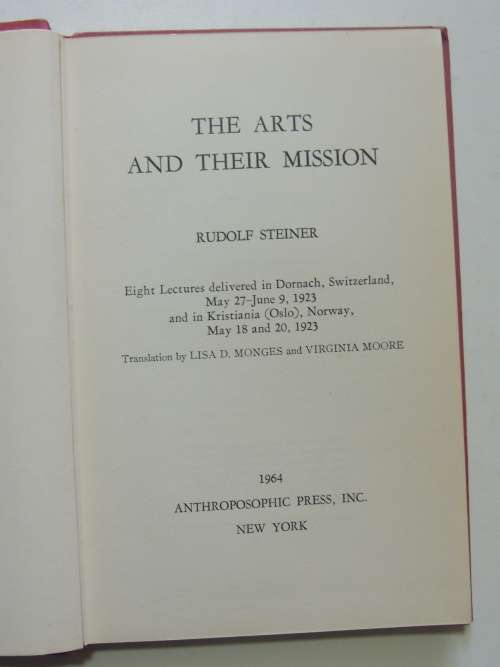 THE ARTS
AND THEIR MISSION
RUDOLF STEINER
Eight Lectures delivered in Dornach, Switzerland,
May 27–June 9, 1923
and in Kristiania (Oslo), Norway,
May 18 and 20, 1923
Translation by LISA D. MONGES and VIRGINIA MOORE
1964
ANTHROPOSOPHIC PRESS, INC.
NEW YORK